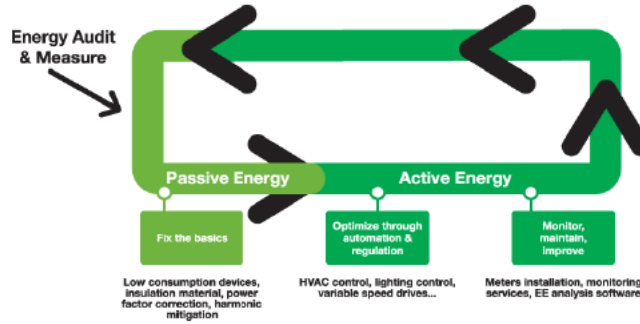 Energy Audit
& Measure
Passive Energy
Active Energy
Fix the basics
Optimize through
automation &
regulation
Monitor,
maintain,
improve
Low consumption devices,
insulation material, power
factor correction, harmonic
mitigation
HVAC control, lighting control,
variable speed drives...
Meters installation, monitoring
services, EE analysis software